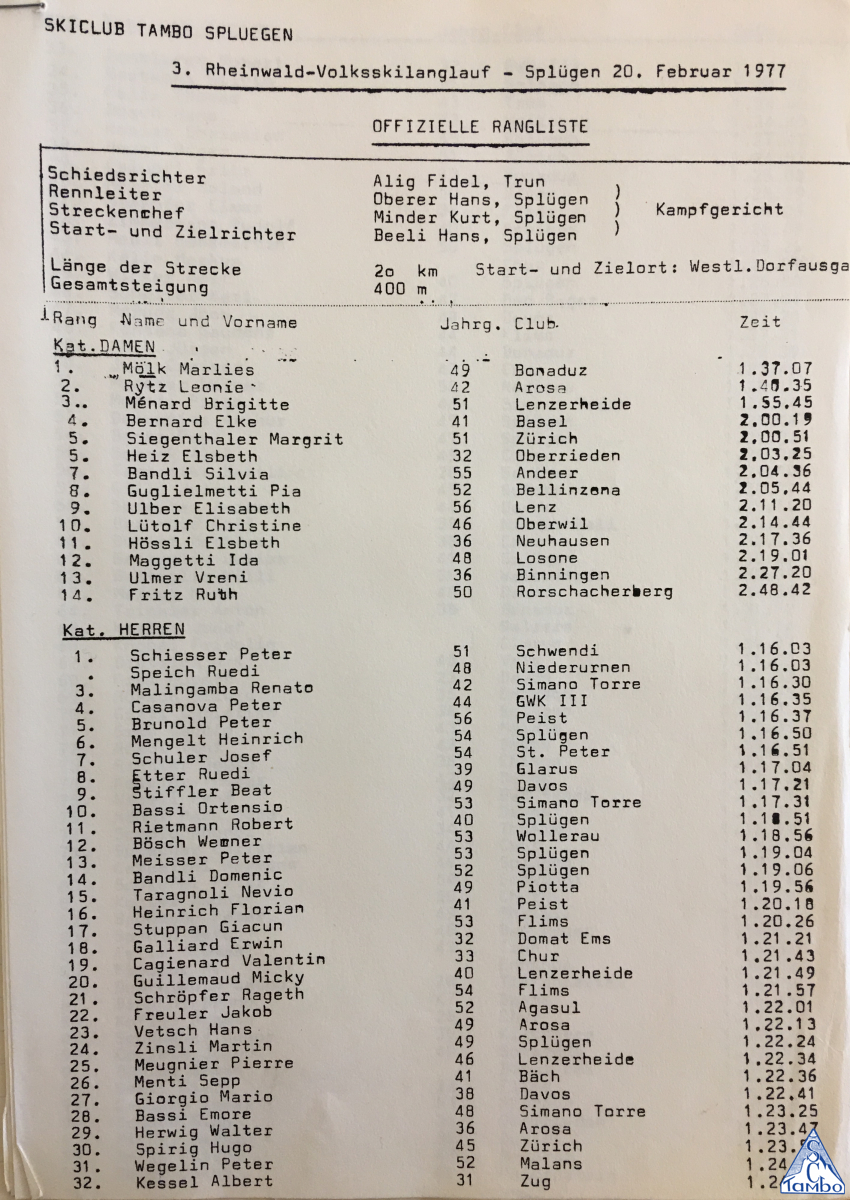 SKICLUB TAMBO SPLUEGEN
3. Rheinwald-Volksskilanglauf - Splügen 20. Februar 1977
OFFIZIELLE RANGLISTE
Schiedsrichter Alig Fidel, Trun
Rennleiter Oberer Hans, Splügen )
Streckenchef Minder Kurt, Splügen ) Kampfgericht
Start- und Zielrichter Beeli Hans, Splügen )
Länge der Strecke 2o km Start- und Zielort: Westl.Dorfausga
Gesamtsteigung 400 m
Rang Name und Vorname Jahrg. Club. Zeit
Kat.DAMEN
1. Mölk Marlies 49 Bonaduz 1.37.07
2. Rytz Leonie 42 Arosa 1.40.35
3.. Ménard Brigitte 51 Lenzerheide 1.55.45
4. Bernard Elke 41 Basel 2.00.19
5. Siegenthaler Margrit 51 Zürich 2.00.51
5. Heiz Elsbeth 32 Oberrieden 2.03.25
7. Bandli Silvia 55 Andeer 2.04.36
8. Guglielmetti Pia 52 Bellinzona 2.05.44
9. Ulber Elisabeth 56 Lenz 2.11.20
10. Lütolf Christine 46 Oberwil 2.14.44
11. Hössli Elsbeth 36 Neuhausen 2.17.36
12. Maggetti Ida 48 Losone 2.19.01
13. Ulmer Vreni 36 Binningen 2.27.20
14. Fritz Ruth 50 Rorschacherberg 2.48.42
Kat. HERREN
1. Schiesser Peter 51 Schwendi 1.16.03
. Speich Ruedi 48 Niederurnen 1.16.03
3. Malingamba Renato 42 Simano Torre 1.16.30
4. Casanova Peter 44 GWK III 1.16.35
5. Brunold Peter 56 Peist 1.16.37
6. Mengelt Heinrich 54 Splügen 1.16.50
7. Schuler Josef 54 St. Peter 1.16.51
8. Etter Ruedi 39 Glarus 1.17.04
9. Stiffler Beat 49 Davos 1.17.21
10. Bassi Ortensio 53 Simano Torre 1.17.31
11. Rietmann Robert 40 Splügen 1.18.51
12. Bösch Werner 53 Wollerau 1.18.56
13. Meisser Peter 53 Splügen 1.19.04
14. Bandli Domenic 52 Splügen 1.19.06
15. Taragnoli Nevio 49 Piotta 1.19.56
16. Heinrich Florian 41 Peist 1.20.18
17. Stuppan Giacun 53 Flims 1.20.26
18. Galliard Erwin 32 Domat Ems 1.21.21
19. Cagienard Valentin 33 Chur 1.21.43
20. Guillemaud Micky 40 Lenzerheide 1.21.49
21. Schröpfer Rageth 54 Flims 1.21.57
22. Freuler Jakob 52 Agasul 1.22.01
23. Vetsch Hans 49 Arosa 1.22.13
24. Zinsli Martin 49 Splügen 1.22.24
25. Meugnier Pierre 46 Lenzerheide 1.22.34
26. Menti Sepp 41 Bäch 1.22.36
27. Giorgio Mario 38 Davos 1.22.41
28. Bassi Emore 48 Simano Torre 1.23.25
29. Herwig Walter 36 Arosa 1.23.47
30. Spirig Hugo 45 Zürich 1.23.
31. Wegelin Peter 52 Malans 1.24
32. Kessel Albert 31 Zug 1.2
Tambo